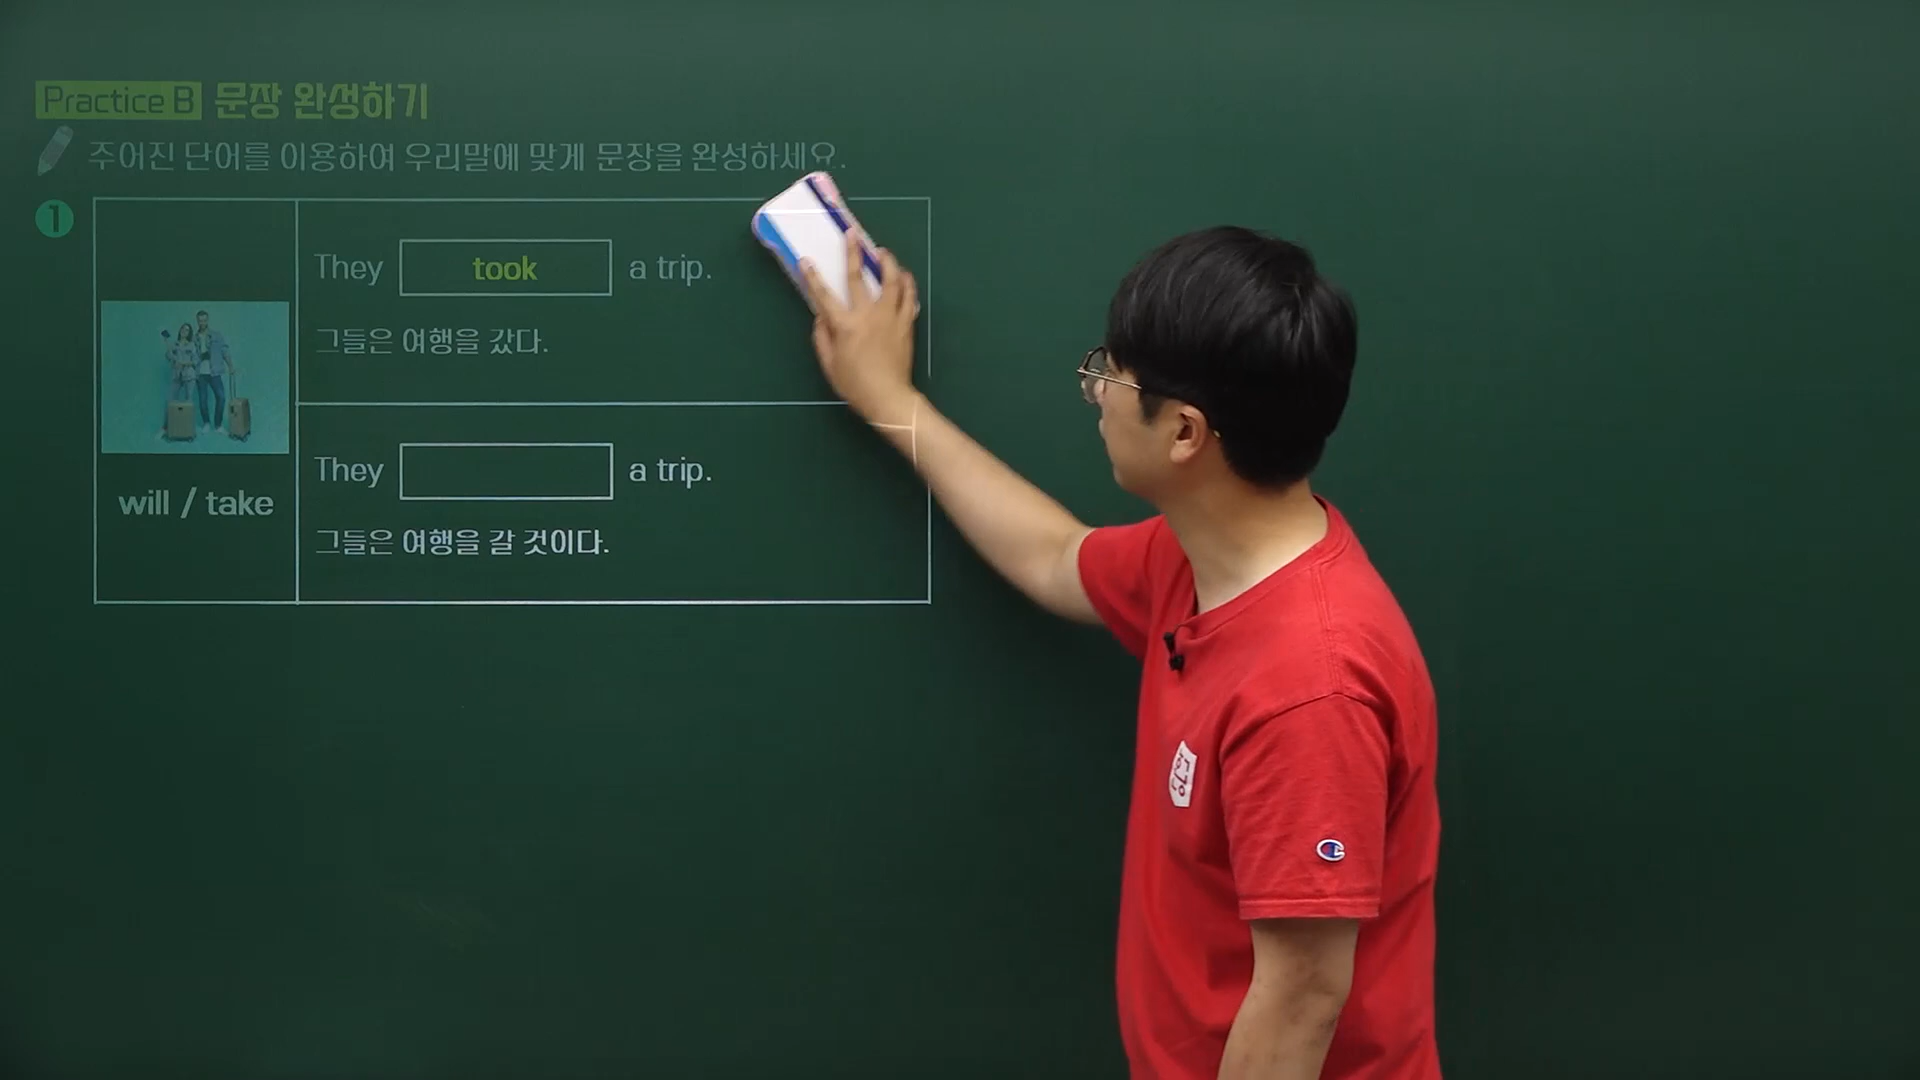 Practice B 문장 완성하기
주어진 단어를 이용하여 우리말에 맞게 문장을 완성하세요.
1
They took a trip.
그들은 여행을 갔다.
will / take
They a trip.
그들은 여행을 갈 것이다.